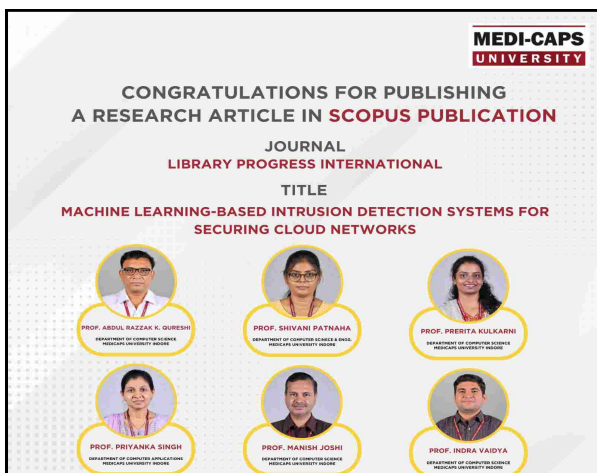 MEDI-CAPS
UNIVERSITY
CONGRATULATIONS FOR PUBLISHING
A RESEARCH ARTICLE IN SCOPUS PUBLICATION
JOURNAL
LIBRARY PROGRESS INTERNATIONAL
TITLE
MACHINE LEARNING-BASED INTRUSION DETECTION SYSTEMS FOR
SECURING CLOUD NETWORKS
PROF. ABDUL RAZZAK K. QURESHI
DEPARTMENT OF COMPUTER SCIENCE
MEDICAPS UNIVERSITY INDORE
PROF. SHIVANI PATNAHA
DEPARTMENT OF COMPUTER SCINECE & ENGG.
MEDICAPS UNIVERSITY INDORE
PROF. PRERITA KULKARNI
DEPARTMENT OF COMPUTER SCIENCE
MEDICAPS UNIVERSITY INDORE
PROF. PRIYANKA SINGH
DEPARTMENT OF COMPUTER APPLICATIONS
MEDICAPS UNIVERSITY INDORE
PROF. MANISH JOSHI
DEPARTMENT OF COMPUTER SCIENCE
MEDICAPS UNIVERSITY INDORE
PROF. INDRA VAIDYA
DEPARTMENT OF COMPUTER SCIENCE
MEDICAPS UNIVERSITY INDORE